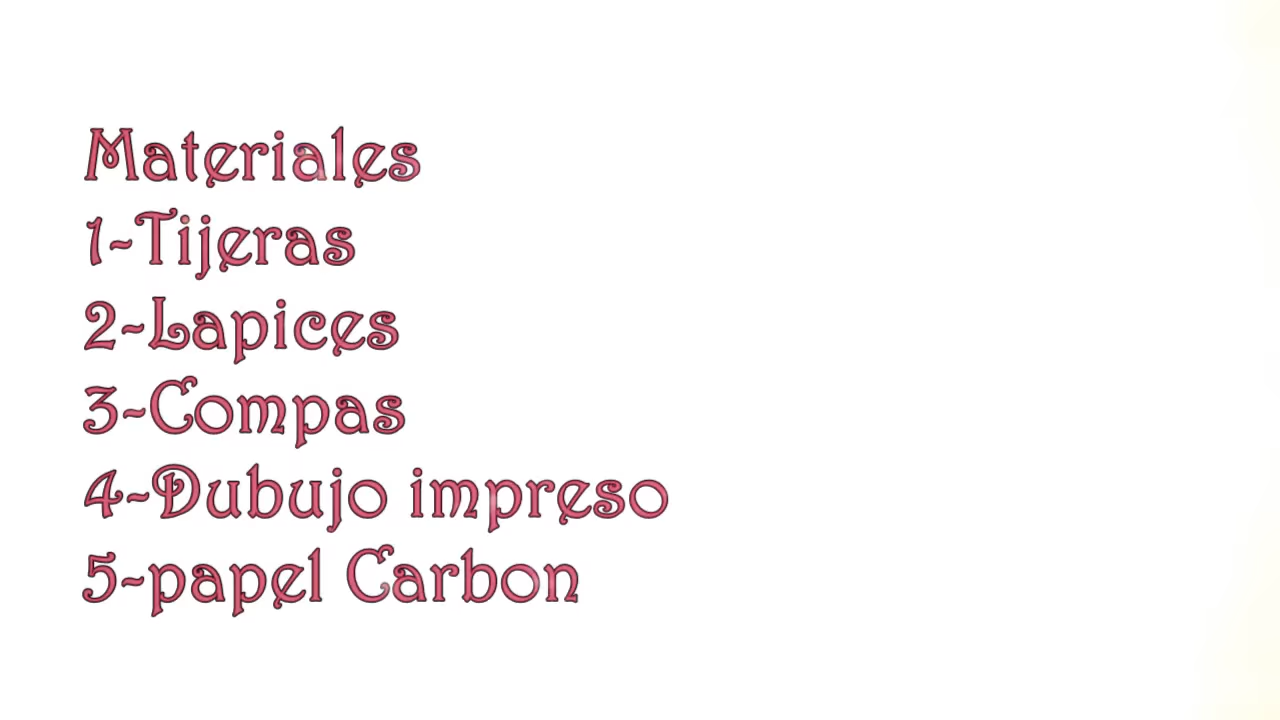 Materiales
1-Tijeras
2-Lapices
3-Compas
4-Dubujo impreso
5-papel Carbon